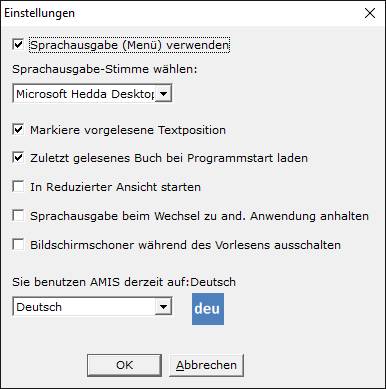 Einstellungen
Sprachausgabe (Menü) verwenden
Sprachausgabe-Stimme wählen:
Microsoft Hedda Desktop
Markiere vorgelesene Textposition
Zuletzt gelesenes Buch bei Programmstart laden
In Reduzierter Ansicht starten
Sprachausgabe beim Wechsel zu and. Anwendung anhalten
Bildschirmschoner während des Vorlesens ausschalten
Sie benutzen AMIS derzeit auf:Deutsch
Deutsch
deu
OK Abbrechen